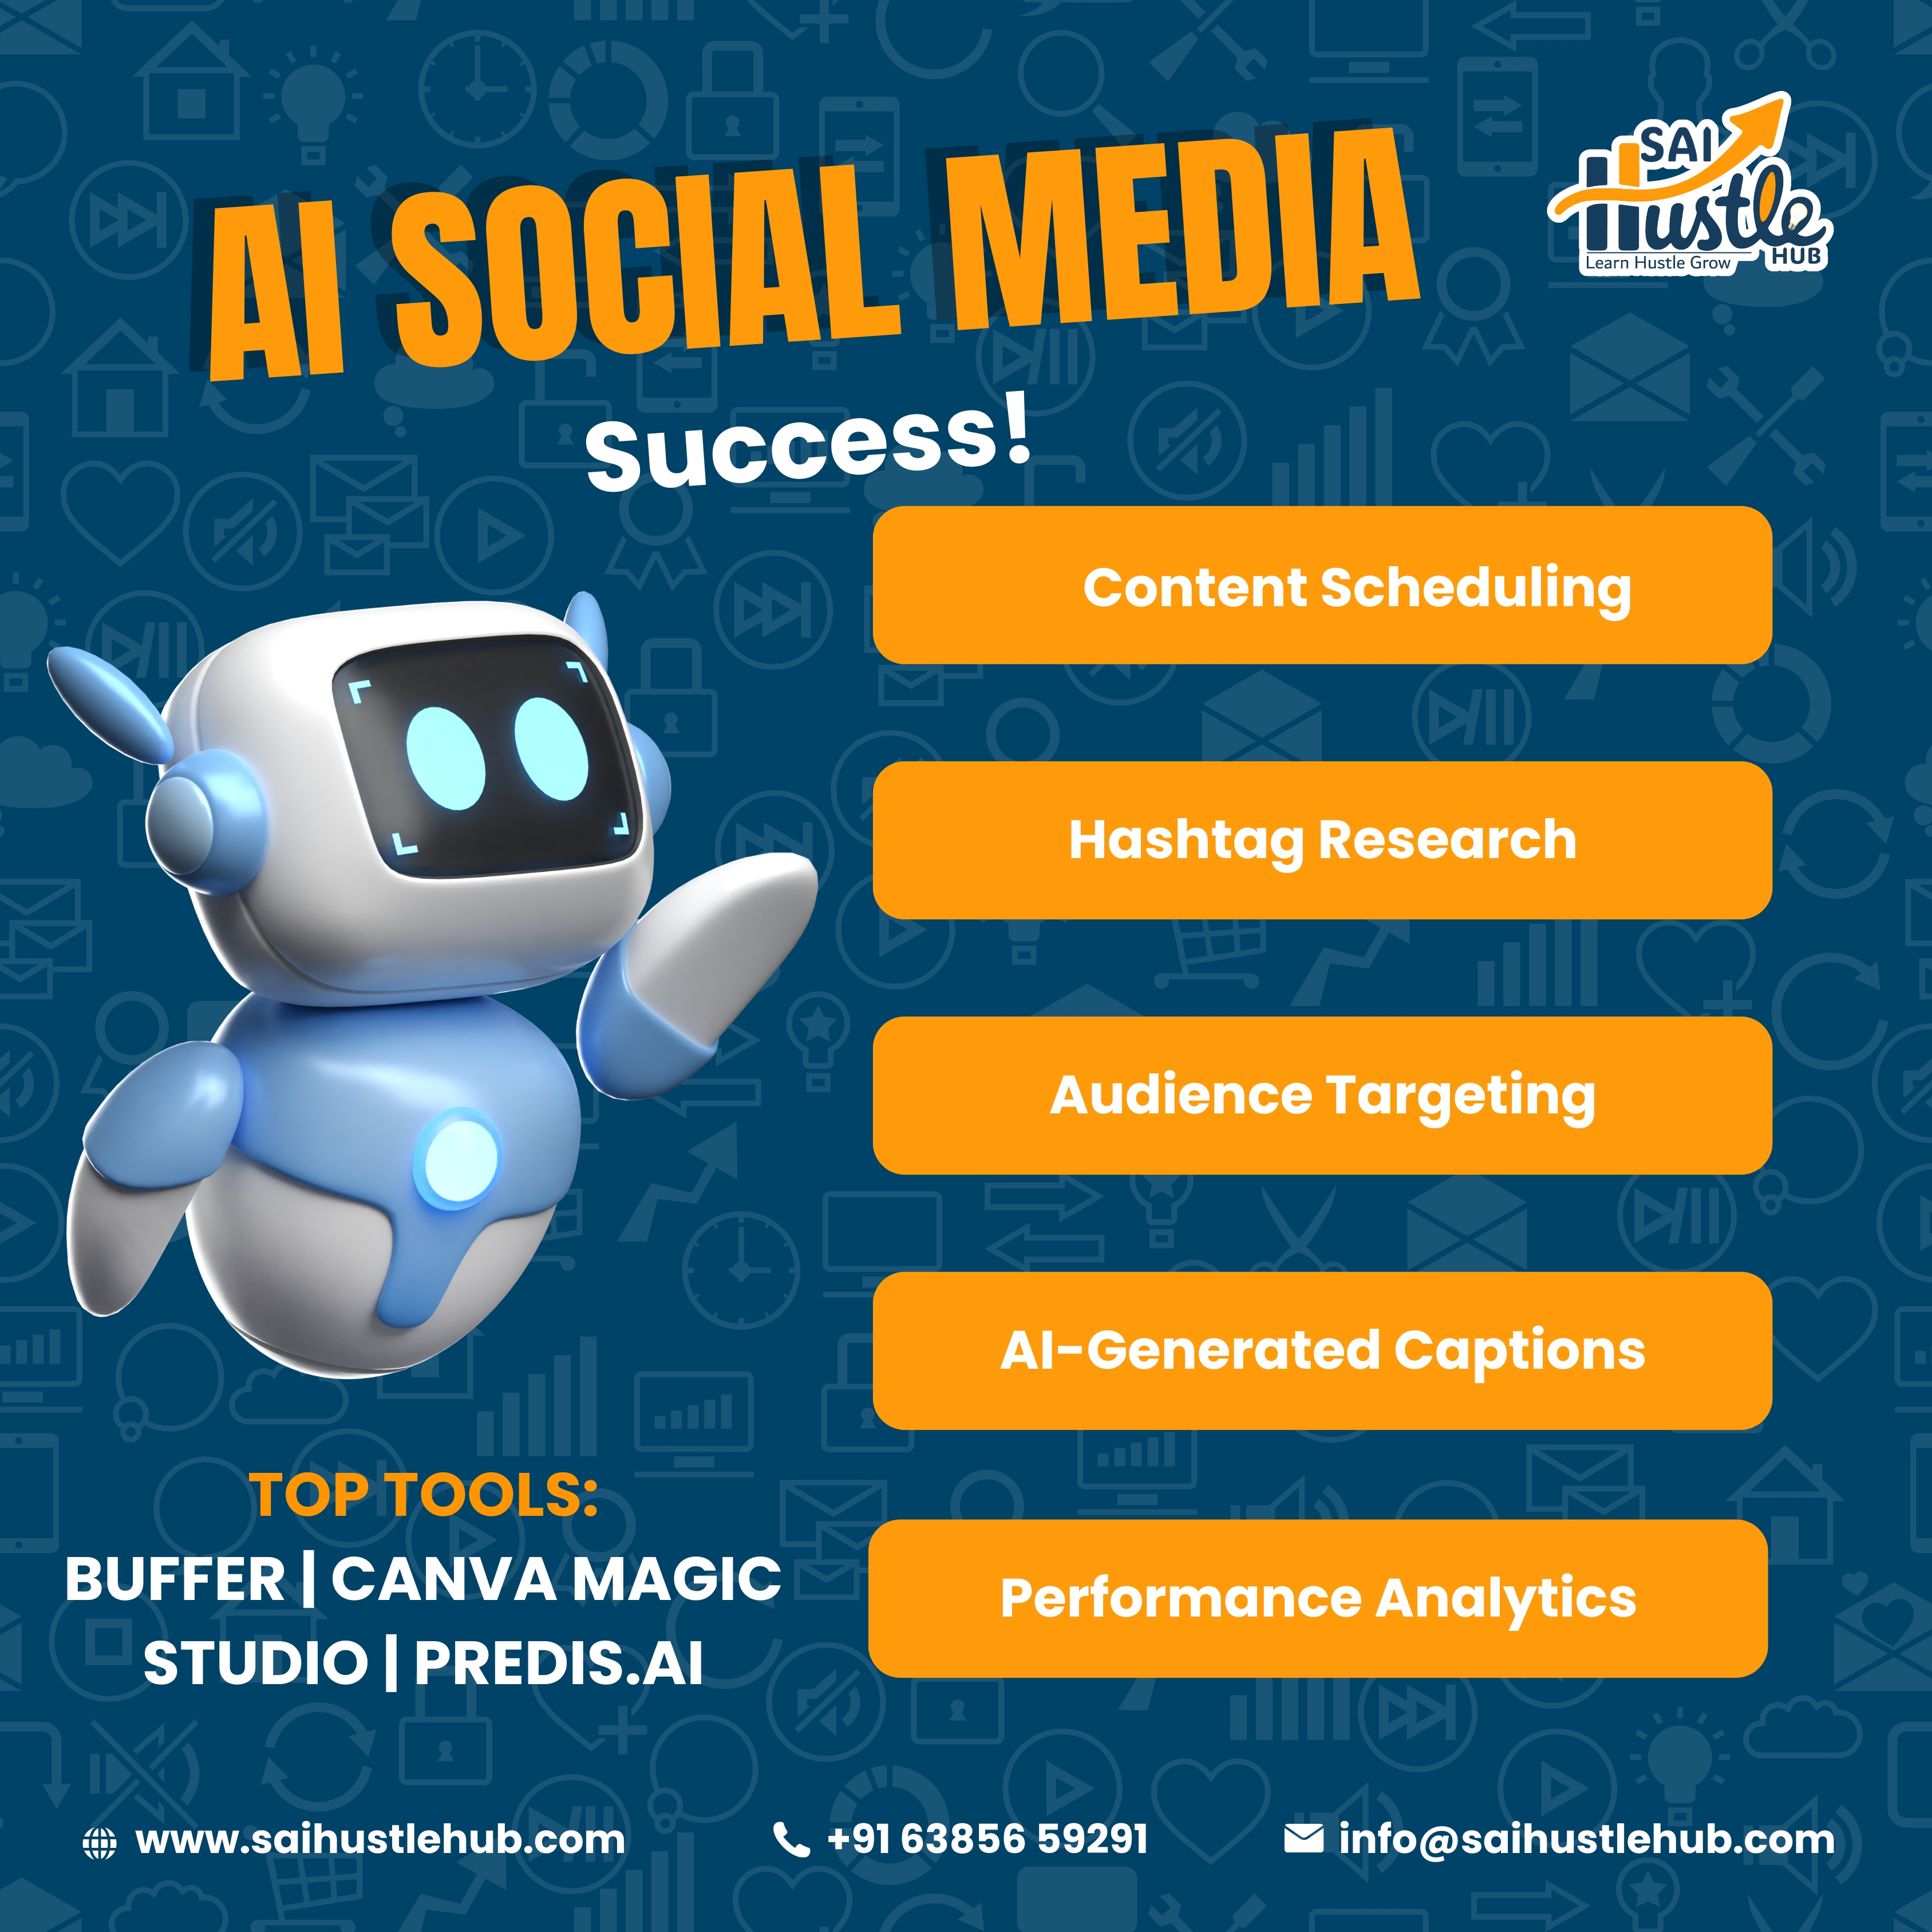 AI SOCIAL MEDIA
Success!
SAI
Hustle
HUB
Learn Hustle Grow
Content Scheduling
Hashtag Research
Audience Targeting
AI-Generated Captions
Performance Analytics
TOP TOOLS:
BUFFER | CANVA MAGIC
STUDIO | PREDIS.AI
www.saihustlehub.com
+91 63856 59291
info@saihustlehub.com